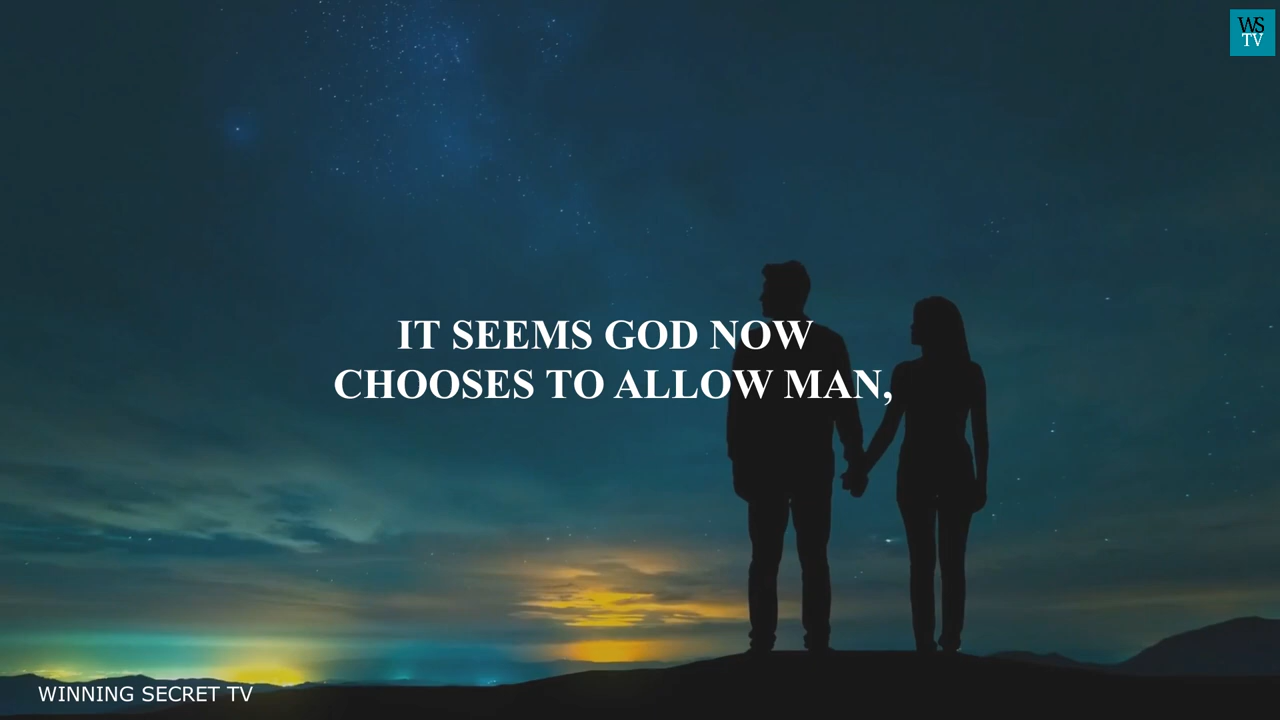 WS
TV
IT SEEMS GOD NOW
CHOOSES TO ALLOW MAN,
WINNING SECRET TV